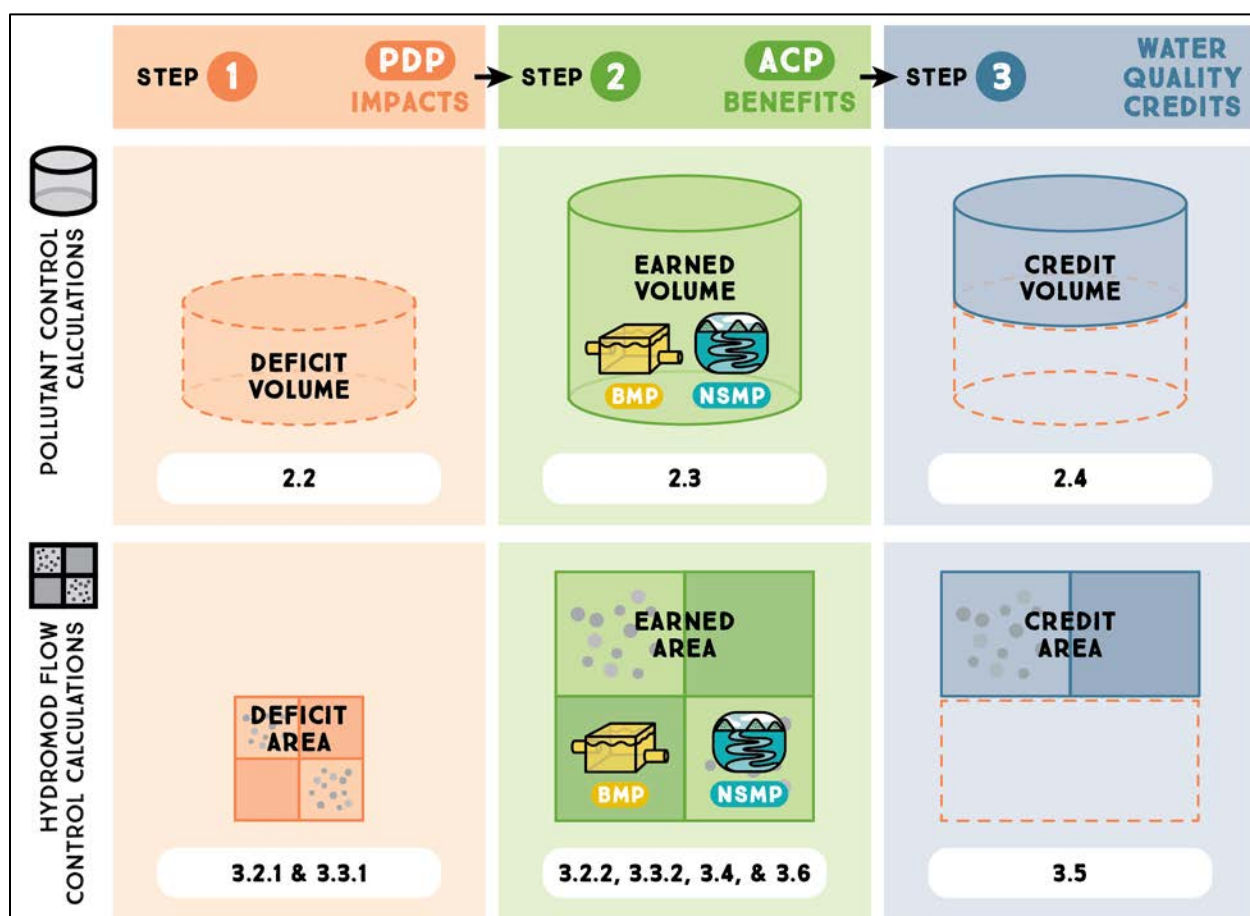 STEP 1
PDP
IMPACTS
STEP 2
ACP
BENEFITS
STEP 3
WATER
QUALITY
CREDITS
POLLUTANT CONTROL
CALCULATIONS
DEFICIT
VOLUME
2.2
EARNED
VOLUME
BMP
NSMP
2.3
CREDIT
VOLUME
2.4
HYDROMOD FLOW
CONTROL CALCULATIONS
DEFICIT
AREA
3.2.1 & 3.3.1
EARNED
AREA
BMP
NSMP
3.2.2, 3.3.2, 3.4, & 3.6
CREDIT
AREA
3.5